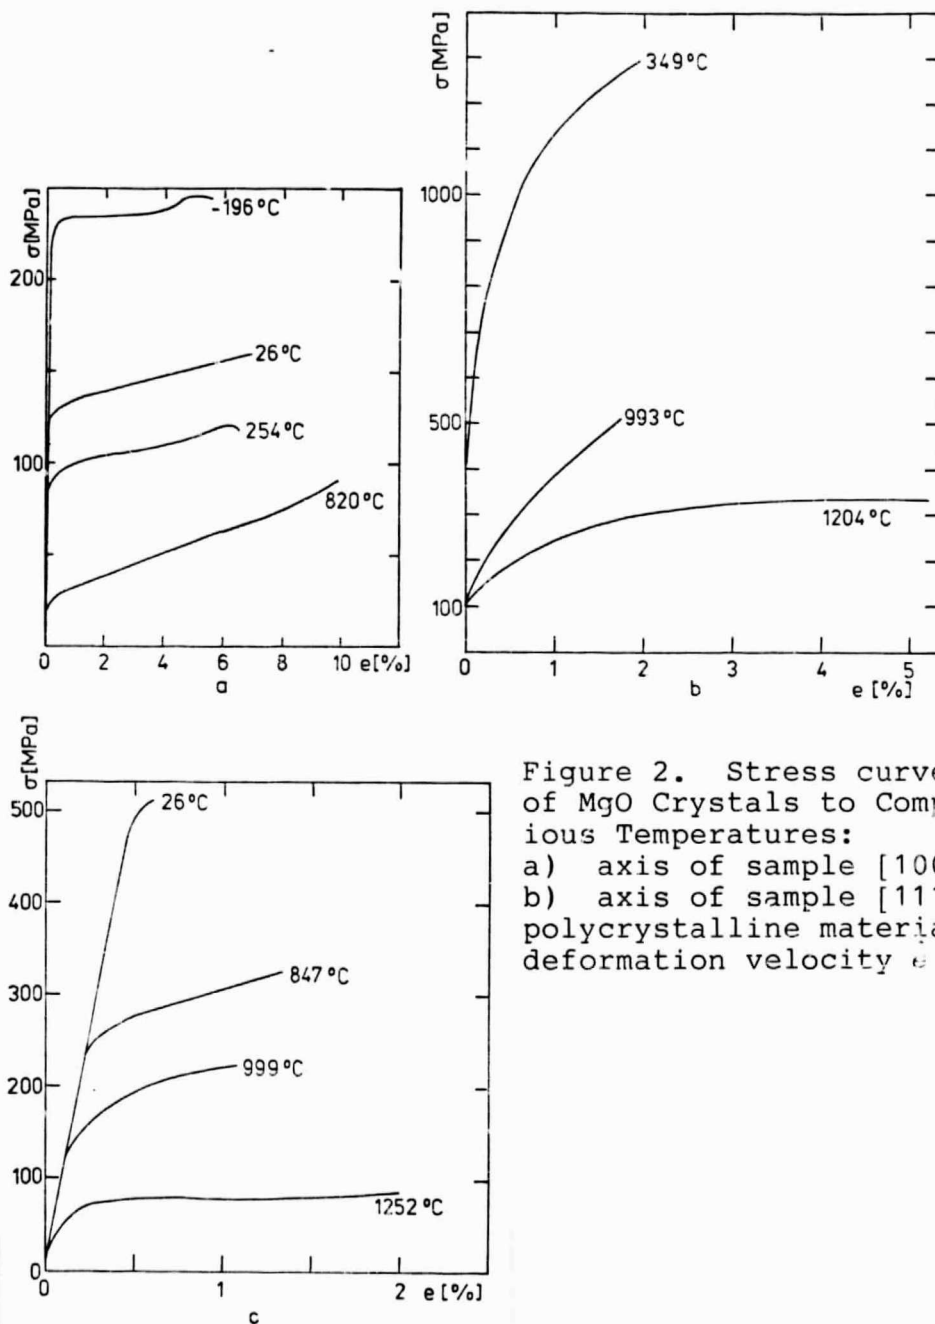 σ [MPa]
200
100
-196°C
26°C
254°C
820°C
0 2 4 6 8 10 e[%]
a
σ [MPa]
1000
500
100
349°C
993°C
1204°C
0 1 2 3 4 5
b e [%]
σ [MPa]
500
400
300
200
100
0
26°C
847°C
999°C
1252°C
0 1 2 e [%]
c
Figure 2. Stress curve
of MgO Crystals to Comp
ious Temperatures:
a) axis of sample [100
b) axis of sample [111
polycrystalline materia
deformation velocity e